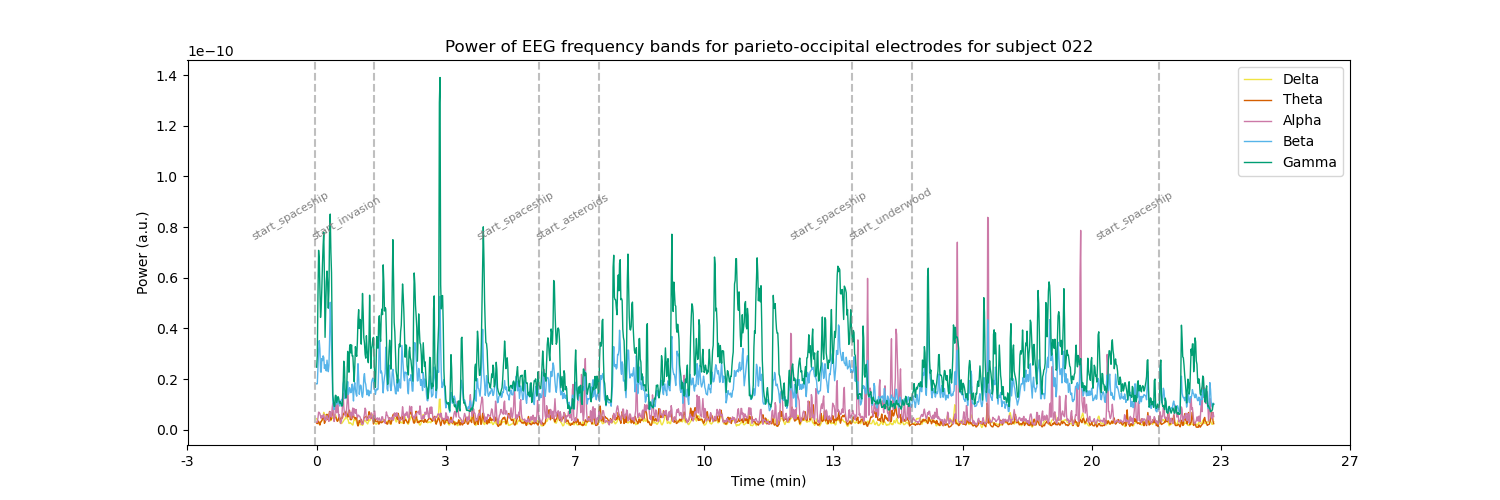 Power of EEG frequency bands for parieto-occipital electrodes for subject 022
1e−10
1.4
1.2
1.0
0.8
0.6
0.4
0.2
0.0
Power (a.u.)
start_spaceship
start_invasion
start_spaceship
start_asteroids
start_spaceship
start_underwood
start_spaceship
Delta
Theta
Alpha
Beta
Gamma
-3 0 3 7 10 13 17 20 23 27
Time (min)